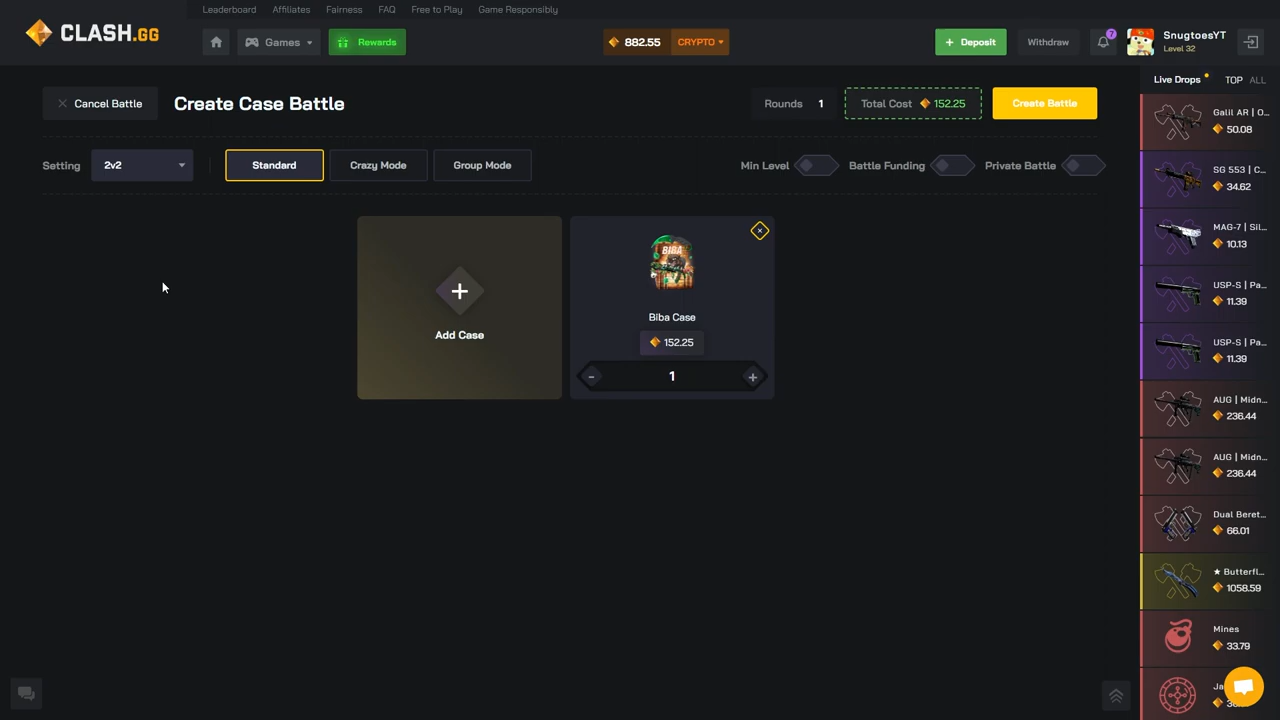 Leaderboard Affiliates Fairness FAQ Free to Play Game Responsibly
CLASH.GG
Games
Rewards
882.55 CRYPTO
+ Deposit
Withdraw
7
SnugtoesYT
Level 32
Cancel Battle
Create Case Battle
Rounds 1
Total Cost 152.25
Create Battle
Setting 2v2
Standard
Crazy Mode
Group Mode
Min Level
Battle Funding
Private Battle
+
Add Case
BIBA
Biba Case
152.25
- 1 +
Live Drops TOP ALL
Galil AR | O...
50.08
SG 553 | C...
34.62
MAG-7 | Sil...
10.13
USP-S | Pa...
11.39
USP-S | Pa...
11.39
AUG | Midn...
236.44
AUG | Midn...
236.44
Dual Beret...
66.01
★ Butterfl...
1058.59
Mines
33.79